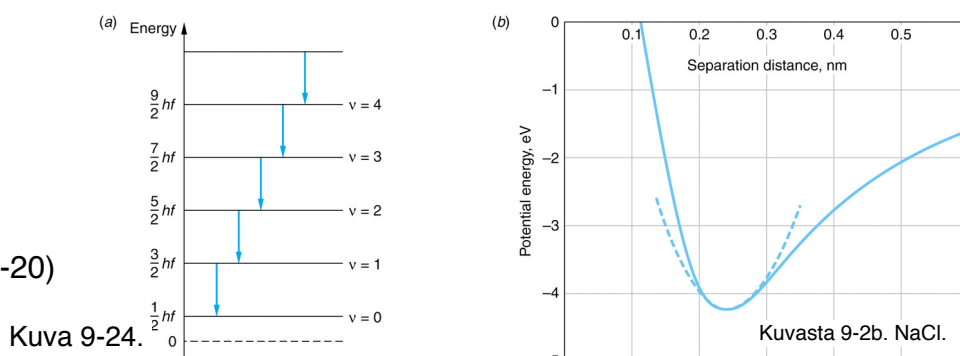 (a) Energy
9/2 hf ν = 4
7/2 hf ν = 3
5/2 hf ν = 2
-20)
3/2 hf ν = 1
1/2 hf ν = 0
Kuva 9-24.
0
(b)
0
0.1 0.2 0.3 0.4 0.5
Separation distance, nm
−1
−2
−3
−4
Potential energy, eV
Kuvasta 9-2b. NaCl.